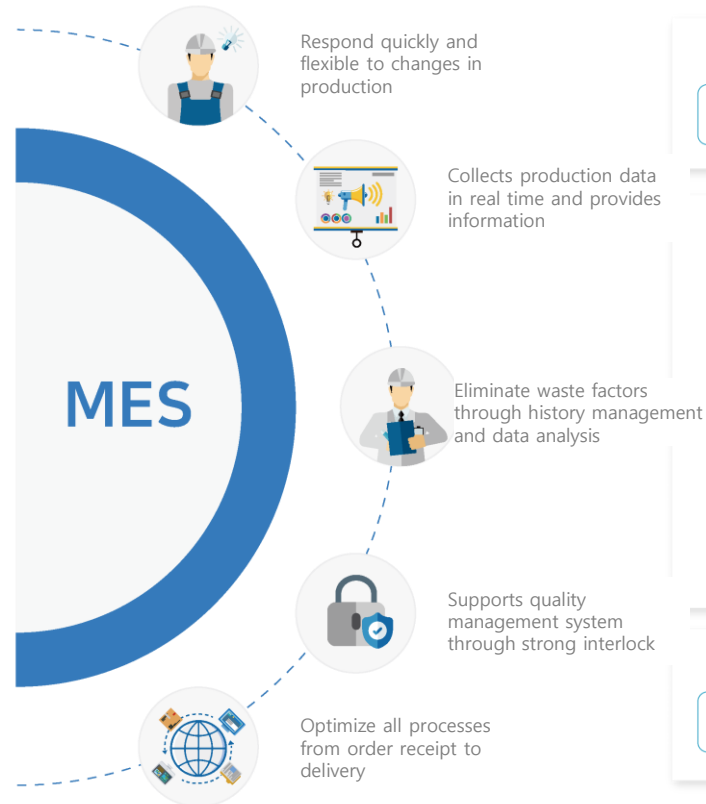 Respond quickly and
flexible to changes in
production
Collects production data
in real time and provides
information
MES
Eliminate waste factors
through history management
and data analysis
Supports quality
management system
through strong interlock
Optimize all processes
from order receipt to
delivery